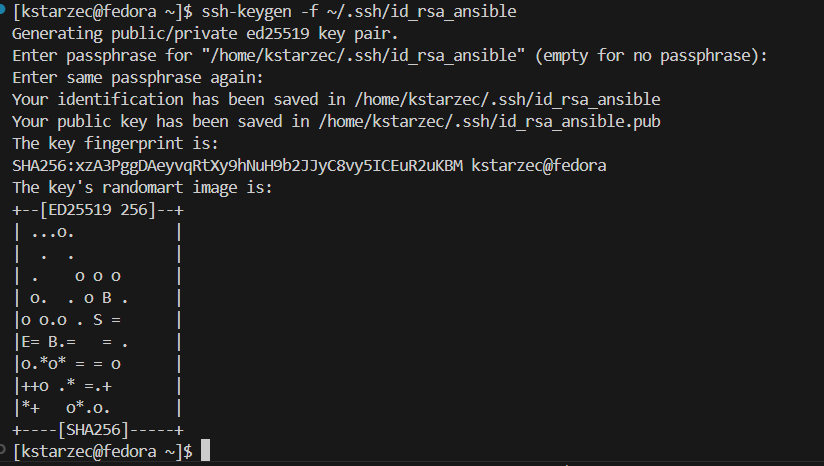 [kstarzec@fedora ~]$ ssh-keygen -f ~/.ssh/id_rsa_ansible
Generating public/private ed25519 key pair.
Enter passphrase for "/home/kstarzec/.ssh/id_rsa_ansible" (empty for no passphrase):
Enter same passphrase again:
Your identification has been saved in /home/kstarzec/.ssh/id_rsa_ansible
Your public key has been saved in /home/kstarzec/.ssh/id_rsa_ansible.pub
The key fingerprint is:
SHA256:xzA3PggDAeyvqRtXy9hNuH9b2JJyC8vy5ICEuR2uKBM kstarzec@fedora
The key's randomart image is:
+--[ED25519 256]--+
| ...o.           |
|  .  .           |
| .    o o o      |
| o.  . o B .     |
|o o.o . S =      |
|E= B.=   = .     |
|o.*o* = = o      |
|++o .* =.+       |
|*+   o*.o.       |
+----[SHA256]-----+
[kstarzec@fedora ~]$